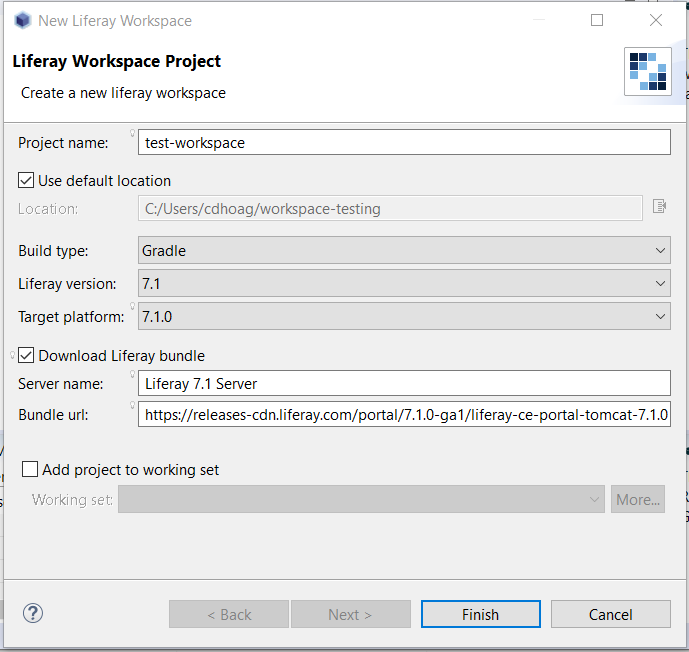 New Liferay Workspace
Liferay Workspace Project
Create a new liferay workspace
Project name: test-workspace
Use default location
Location: C:/Users/cdhoag/workspace-testing
Build type: Gradle
Liferay version: 7.1
Target platform: 7.1.0
Download Liferay bundle
Server name: Liferay 7.1 Server
Bundle url: https://releases-cdn.liferay.com/portal/7.1.0-ga1/liferay-ce-portal-tomcat-7.1.0
Add project to working set
Working set: More...
? < Back Next > Finish Cancel